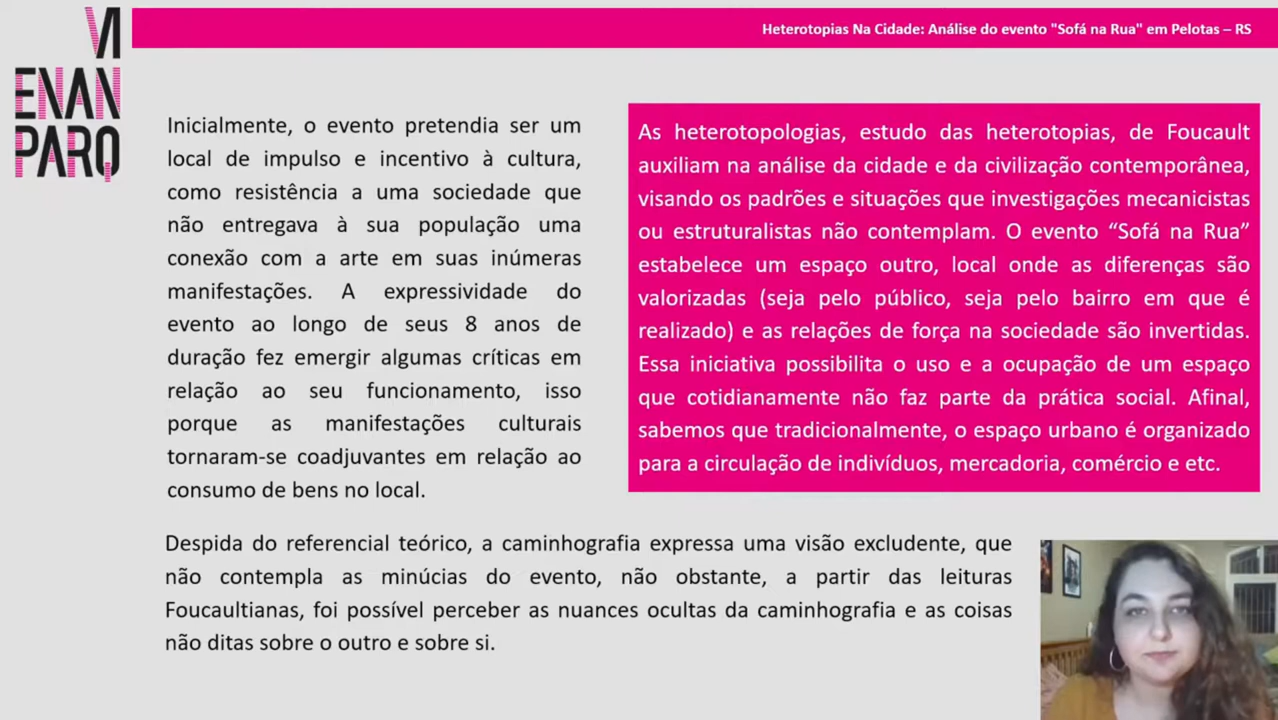 VI
ENAN
PARQ
Heterotopias Na Cidade: Análise do evento "Sofá na Rua" em Pelotas – RS
Inicialmente, o evento pretendia ser um
local de impulso e incentivo à cultura,
como resistência a uma sociedade que
não entregava à sua população uma
conexão com a arte em suas inúmeras
manifestações. A expressividade do
evento ao longo de seus 8 anos de
duração fez emergir algumas críticas em
relação ao seu funcionamento, isso
porque as manifestações culturais
tornaram-se coadjuvantes em relação ao
consumo de bens no local.
As heterotopologias, estudo das heterotopias, de Foucault
auxiliam na análise da cidade e da civilização contemporânea,
visando os padrões e situações que investigações mecanicistas
ou estruturalistas não contemplam. O evento “Sofá na Rua”
estabelece um espaço outro, local onde as diferenças são
valorizadas (seja pelo público, seja pelo bairro em que é
realizado) e as relações de força na sociedade são invertidas.
Essa iniciativa possibilita o uso e a ocupação de um espaço
que cotidianamente não faz parte da prática social. Afinal,
sabemos que tradicionalmente, o espaço urbano é organizado
para a circulação de indivíduos, mercadoria, comércio e etc.
Despida do referencial teórico, a caminhografia expressa uma visão excludente, que
não contempla as minúcias do evento, não obstante, a partir das leituras
Foucaultianas, foi possível perceber as nuances ocultas da caminhografia e as coisas
não ditas sobre o outro e sobre si.